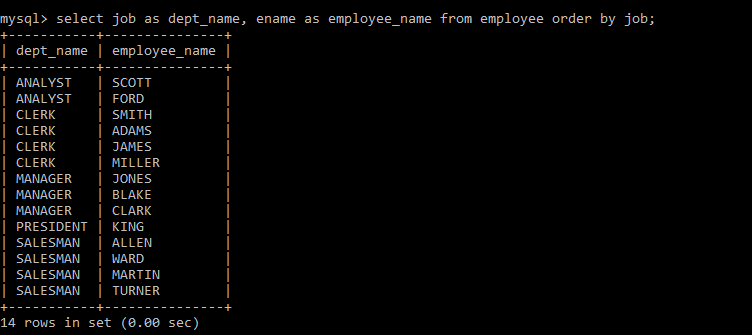 mysql> select job as dept_name, ename as employee_name from employee order by job;
+-----------+---------------+
| dept_name | employee_name |
+-----------+---------------+
| ANALYST   | SCOTT         |
| ANALYST   | FORD          |
| CLERK     | SMITH         |
| CLERK     | ADAMS         |
| CLERK     | JAMES         |
| CLERK     | MILLER        |
| MANAGER   | JONES         |
| MANAGER   | BLAKE         |
| MANAGER   | CLARK         |
| PRESIDENT | KING          |
| SALESMAN  | ALLEN         |
| SALESMAN  | WARD          |
| SALESMAN  | MARTIN        |
| SALESMAN  | TURNER        |
+-----------+---------------+
14 rows in set (0.00 sec)